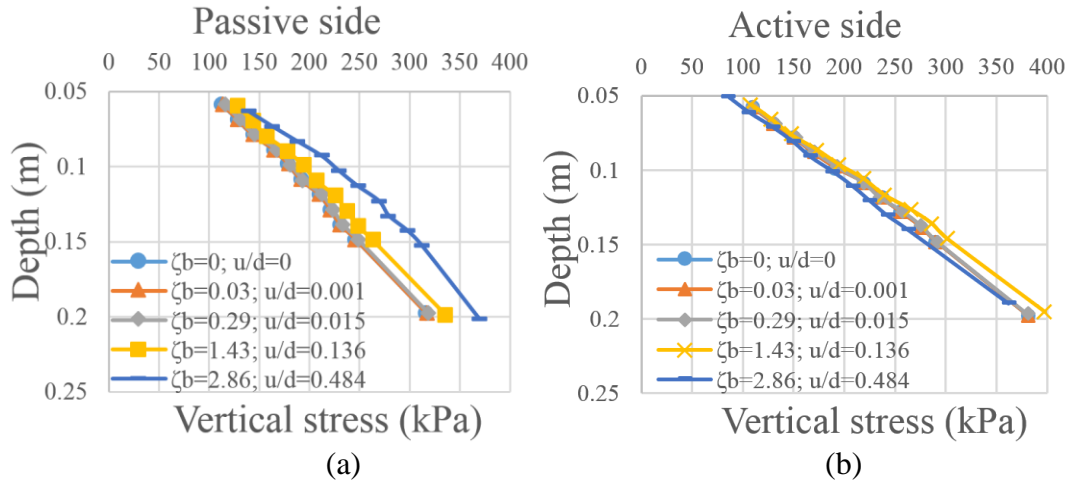 Passive side
0 50 100 150 200 250 300 350 400
0.05
0.1
0.15
0.2
0.25
Depth (m)
ζb=0; u/d=0
ζb=0.03; u/d=0.001
ζb=0.29; u/d=0.015
ζb=1.43; u/d=0.136
ζb=2.86; u/d=0.484
Vertical stress (kPa)
(a)
Active side
0 50 100 150 200 250 300 350 400
0.05
0.1
0.15
0.2
0.25
Depth (m)
ζb=0; u/d=0
ζb=0.03; u/d=0.001
ζb=0.29; u/d=0.015
ζb=1.43; u/d=0.136
ζb=2.86; u/d=0.484
Vertical stress (kPa)
(b)